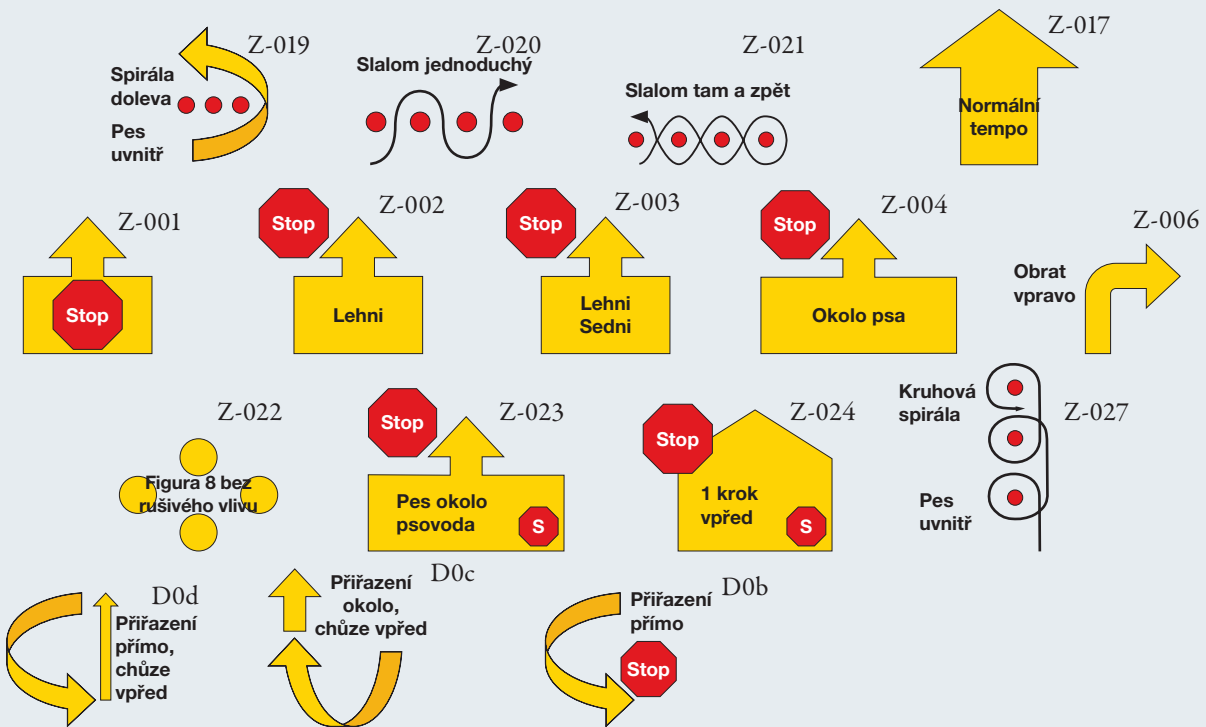 Z-019
Spirála
doleva
Pes
uvnitř
Z-020
Slalom jednoduchý
Z-021
Slalom tam a zpět
Z-017
Normální
tempo
Z-001
Stop
Z-002
Stop
Lehni
Z-003
Stop
Lehni
Sedni
Z-004
Stop
Okolo psa
Z-006
Obrat
vpravo
Z-022
Figura 8 bez
rušivého vlivu
Z-023
Stop
Pes okolo
psovoda
S
Z-024
Stop
1 krok
vpřed
S
Kruhová
spirála
Z-027
Pes
uvnitř
D0d
Přiřazení
přímo,
chůze
vpřed
D0c
Přiřazení
okolo,
chůze vpřed
D0b
Přiřazení
přímo
Stop